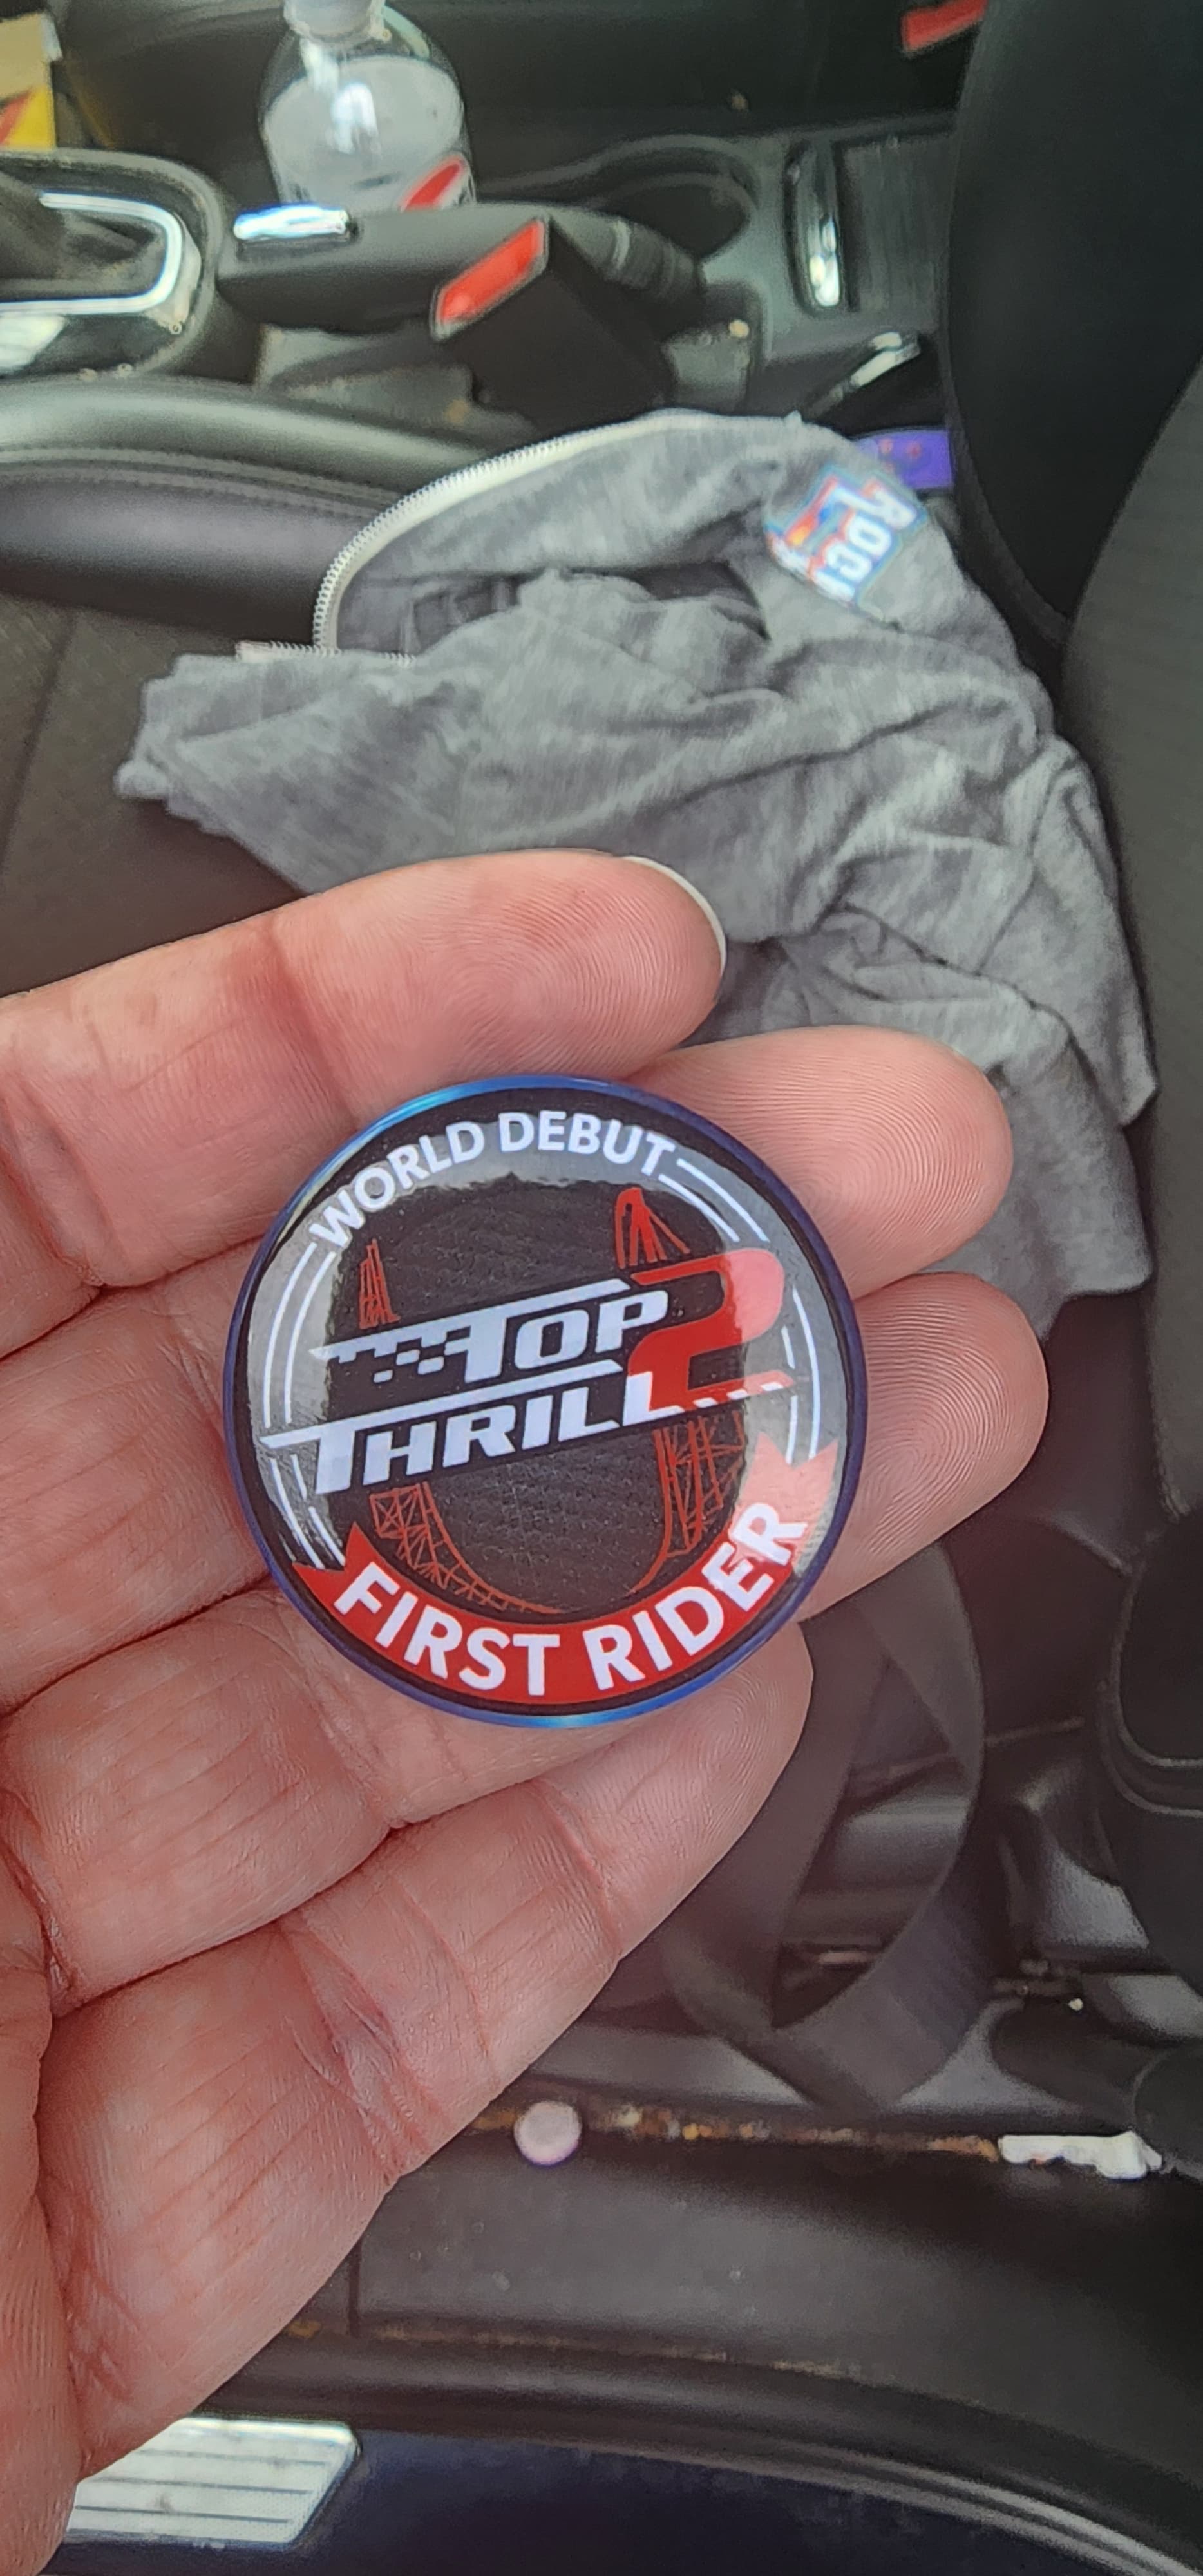 WORLD DEBUT
TOP
THRILL 2
FIRST RIDER